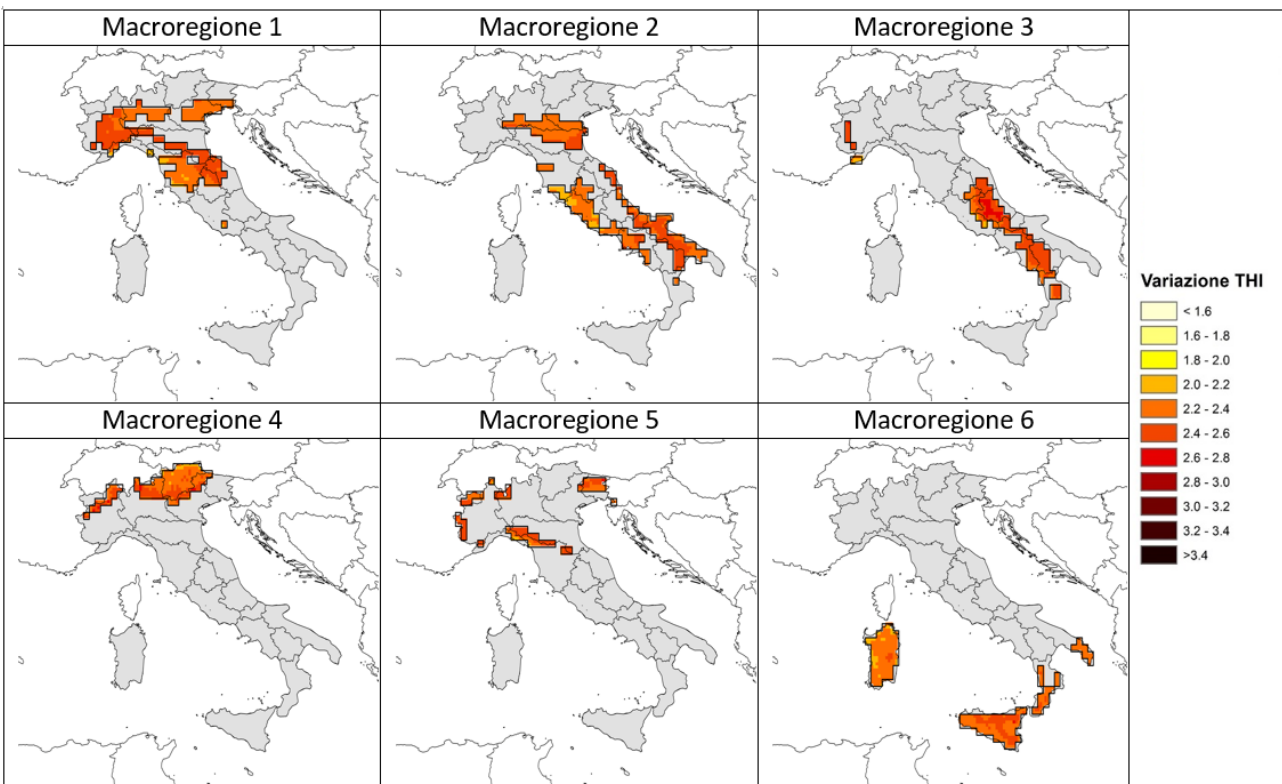 Macroregione 1
Macroregione 2
Macroregione 3
Macroregione 4
Macroregione 5
Macroregione 6
Variazione THI
< 1.6
1.6 - 1.8
1.8 - 2.0
2.0 - 2.2
2.2 - 2.4
2.4 - 2.6
2.6 - 2.8
2.8 - 3.0
3.0 - 3.2
3.2 - 3.4
>3.4